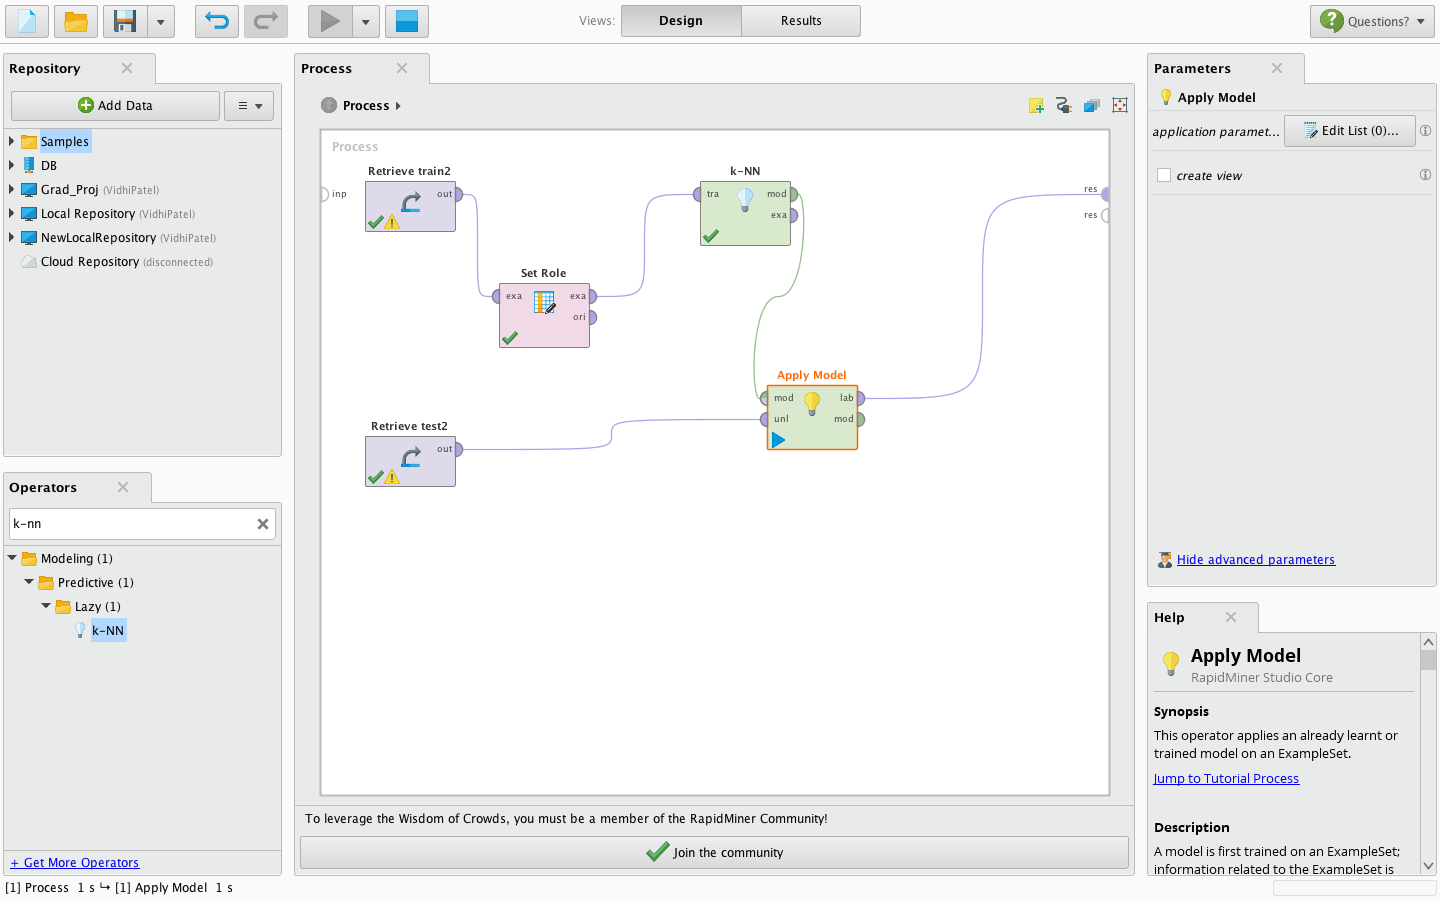 Views:
Design
Results
Questions?
Repository
Add Data
Samples
DB
Grad_Proj (VidhiPatel)
Local Repository (VidhiPatel)
NewLocalRepository (VidhiPatel)
Cloud Repository (disconnected)
Operators
k-nn
Modeling (1)
Predictive (1)
Lazy (1)
k-NN
+ Get More Operators
Process
Process
Process
inp
Retrieve train2
out
Set Role
exa
exa
ori
k-NN
tra
mod
exa
Apply Model
mod
lab
unl
mod
Retrieve test2
out
res
res
To leverage the Wisdom of Crowds, you must be a member of the RapidMiner Community!
Join the community
Parameters
Apply Model
application paramet...
Edit List (0)...
create view
Hide advanced parameters
Help
Apply Model
RapidMiner Studio Core
Synopsis
This operator applies an already learnt or
trained model on an ExampleSet.
Jump to Tutorial Process
Description
A model is first trained on an ExampleSet;
information related to the ExampleSet is
[1] Process 1 s ↪ [1] Apply Model 1 s